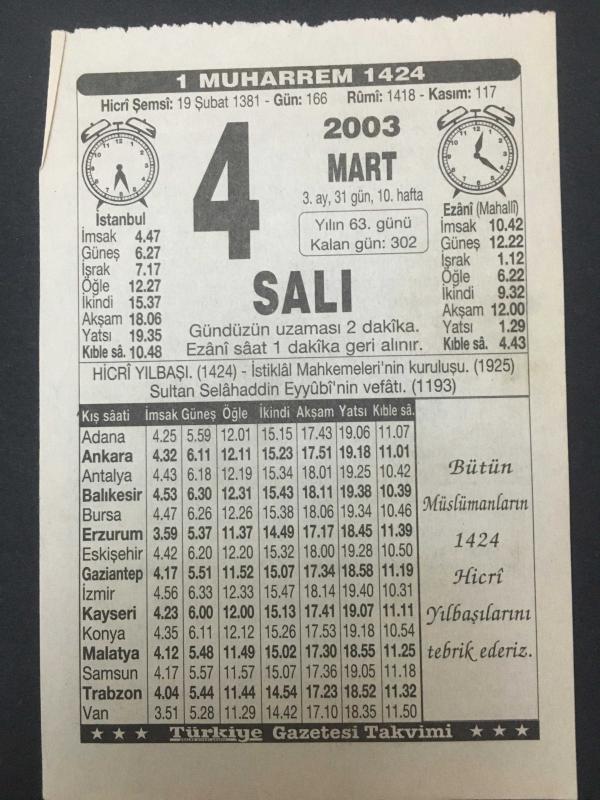 1 MUHARREM 1424
Hicrî Şemsî: 19 Şubat 1381 - Gün: 166 Rûmî: 1418 - Kasım: 117
4
2003
MART
3. ay, 31 gün, 10. hafta
Yılın 63. günü
Kalan gün: 302
SALI
Gündüzün uzaması 2 dakîka.
Ezânî sâat 1 dakîka geri alınır.
İstanbul
İmsak 4.47
Güneş 6.27
İşrak 7.17
Öğle 12.27
İkindi 15.37
Akşam 18.06
Yatsı 19.35
Kıble sâ. 10.48
Ezânî (Mahallî)
İmsak 10.42
Güneş 12.22
İşrak 1.12
Öğle 6.22
İkindi 9.32
Akşam 12.00
Yatsı 1.29
Kıble sâ. 4.43
HİCRÎ YILBAŞI. (1424) - İstiklâl Mahkemeleri'nin kuruluşu. (1925)
Sultan Selâhaddin Eyyûbî'nin vefâtı. (1193)
Kış sâati İmsak Güneş Öğle İkindi Akşam Yatsı Kıble sâ.
Adana 4.25 5.59 12.01 15.15 17.43 19.06 11.07
Ankara 4.32 6.11 12.11 15.23 17.51 19.18 11.01
Antalya 4.43 6.18 12.19 15.34 18.01 19.25 10.42
Balıkesir 4.53 6.30 12.31 15.43 18.11 19.38 10.39
Bursa 4.47 6.26 12.26 15.38 18.06 19.34 10.46
Erzurum 3.59 5.37 11.37 14.49 17.17 18.45 11.39
Eskişehir 4.42 6.20 12.20 15.32 18.00 19.28 10.50
Gaziantep 4.17 5.51 11.52 15.07 17.34 18.58 11.19
İzmir 4.56 6.33 12.33 15.47 18.14 19.40 10.31
Kayseri 4.23 6.00 12.00 15.13 17.41 19.07 11.11
Konya 4.35 6.11 12.12 15.26 17.53 19.18 10.54
Malatya 4.12 5.48 11.49 15.02 17.30 18.55 11.25
Samsun 4.17 5.57 11.57 15.07 17.36 19.05 11.18
Trabzon 4.04 5.44 11.44 14.54 17.23 18.52 11.32
Van 3.51 5.28 11.29 14.42 17.10 18.35 11.50
Bütün
Müslümanların
1424
Hicrî
Yılbaşılarını
tebrik ederiz.
Türkiye Gazetesi Takvimi